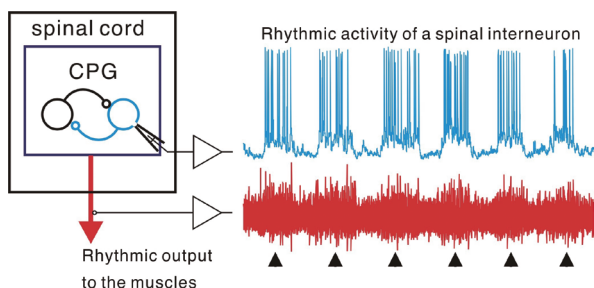 spinal cord
CPG
Rhythmic activity of a spinal interneuron
Rhythmic output
to the muscles